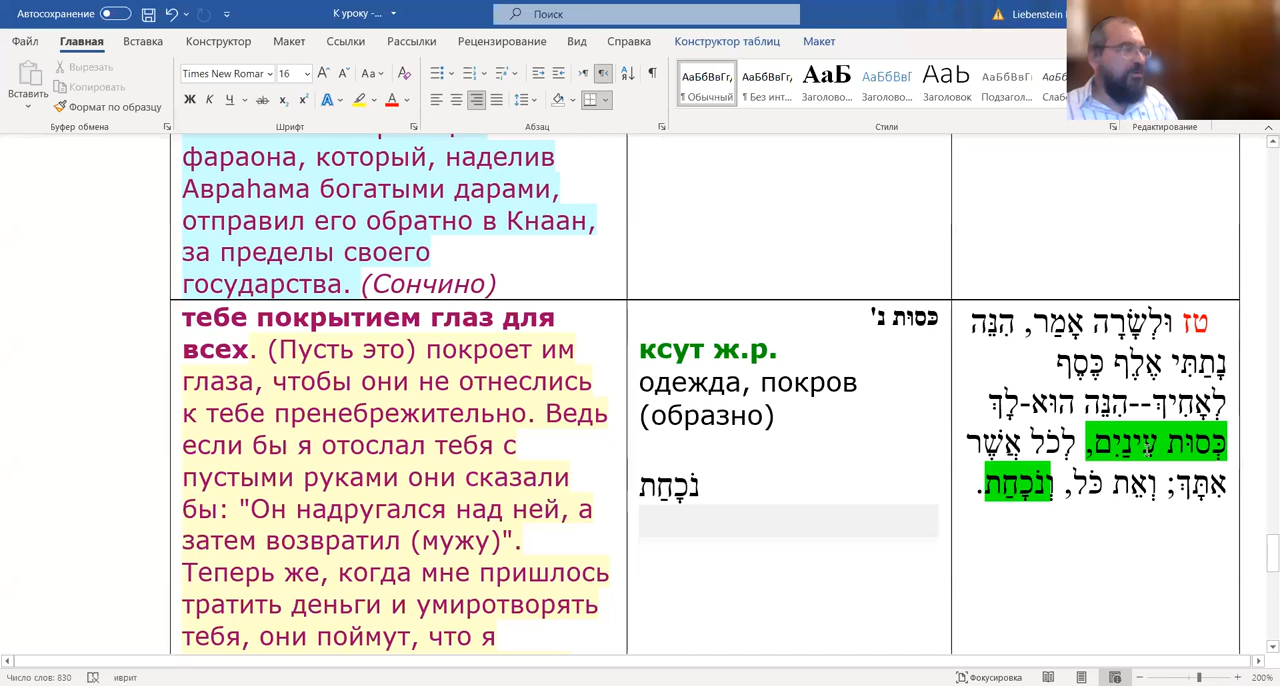 Автосохранение
К уроку -...
Поиск
Liebenstein
Файл Главная Вставка Конструктор Макет Ссылки Рассылки Рецензирование Вид Справка Конструктор таблиц Макет
Вставить
Вырезать
Копировать
Формат по образцу
Times New Roman 16
АаБбВвГг, АаБбВвГг, АаБ АаБбВвГ АаЬ АаБбВвГ
¶ Обычный ¶ Без инт... Заголово... Заголово... Заголовок Подзагол... Слабо
Буфер обмена Шрифт Абзац Стили Редактирование
фараона, который, наделив
Авраhама богатыми дарами,
отправил его обратно в Кнаан,
за пределы своего
государства. (Сончино)
тебе покрытием глаз для
всех. (Пусть это) покроет им
глаза, чтобы они не отнеслись
к тебе пренебрежительно. Ведь
если бы я отослал тебя с
пустыми руками они сказали
бы: "Он надругался над ней, а
затем возвратил (мужу)".
Теперь же, когда мне пришлось
тратить деньги и умиротворять
тебя, они поймут, что я
כּסוּת נ'
ксут ж.р.
одежда, покров
(образно)
נֹכָחַת
טז וּלְשָׂרָה אָמַר, הִנֵּה
נָתַתִּי אֶלֶף כֶּסֶף
לְאָחִיךְ--הִנֵּה הוּא-לָךְ
כְּסוּת עֵינַיִם, לְכֹל אֲשֶׁר
אִתָּךְ; וְאֵת כֹּל, וְנֹכָחַת.
Число слов: 830 иврит
Фокусировка
200%